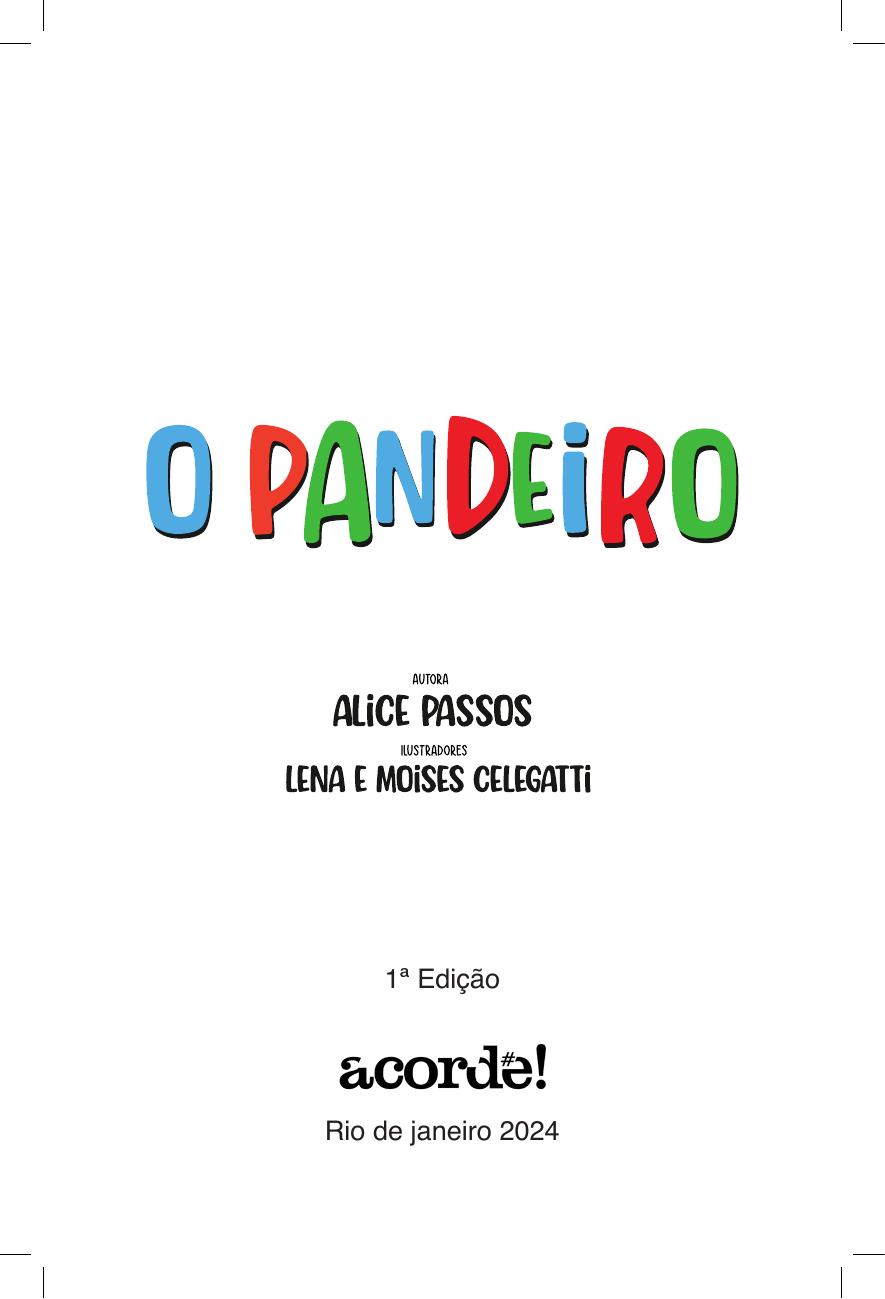 O PANDEiRO
AUTORA
ALiCE PASSOS
ILUSTRADORES
LENA E MOiSES CELEGATTi
1ª Edição
acorde#!
Rio de janeiro 2024